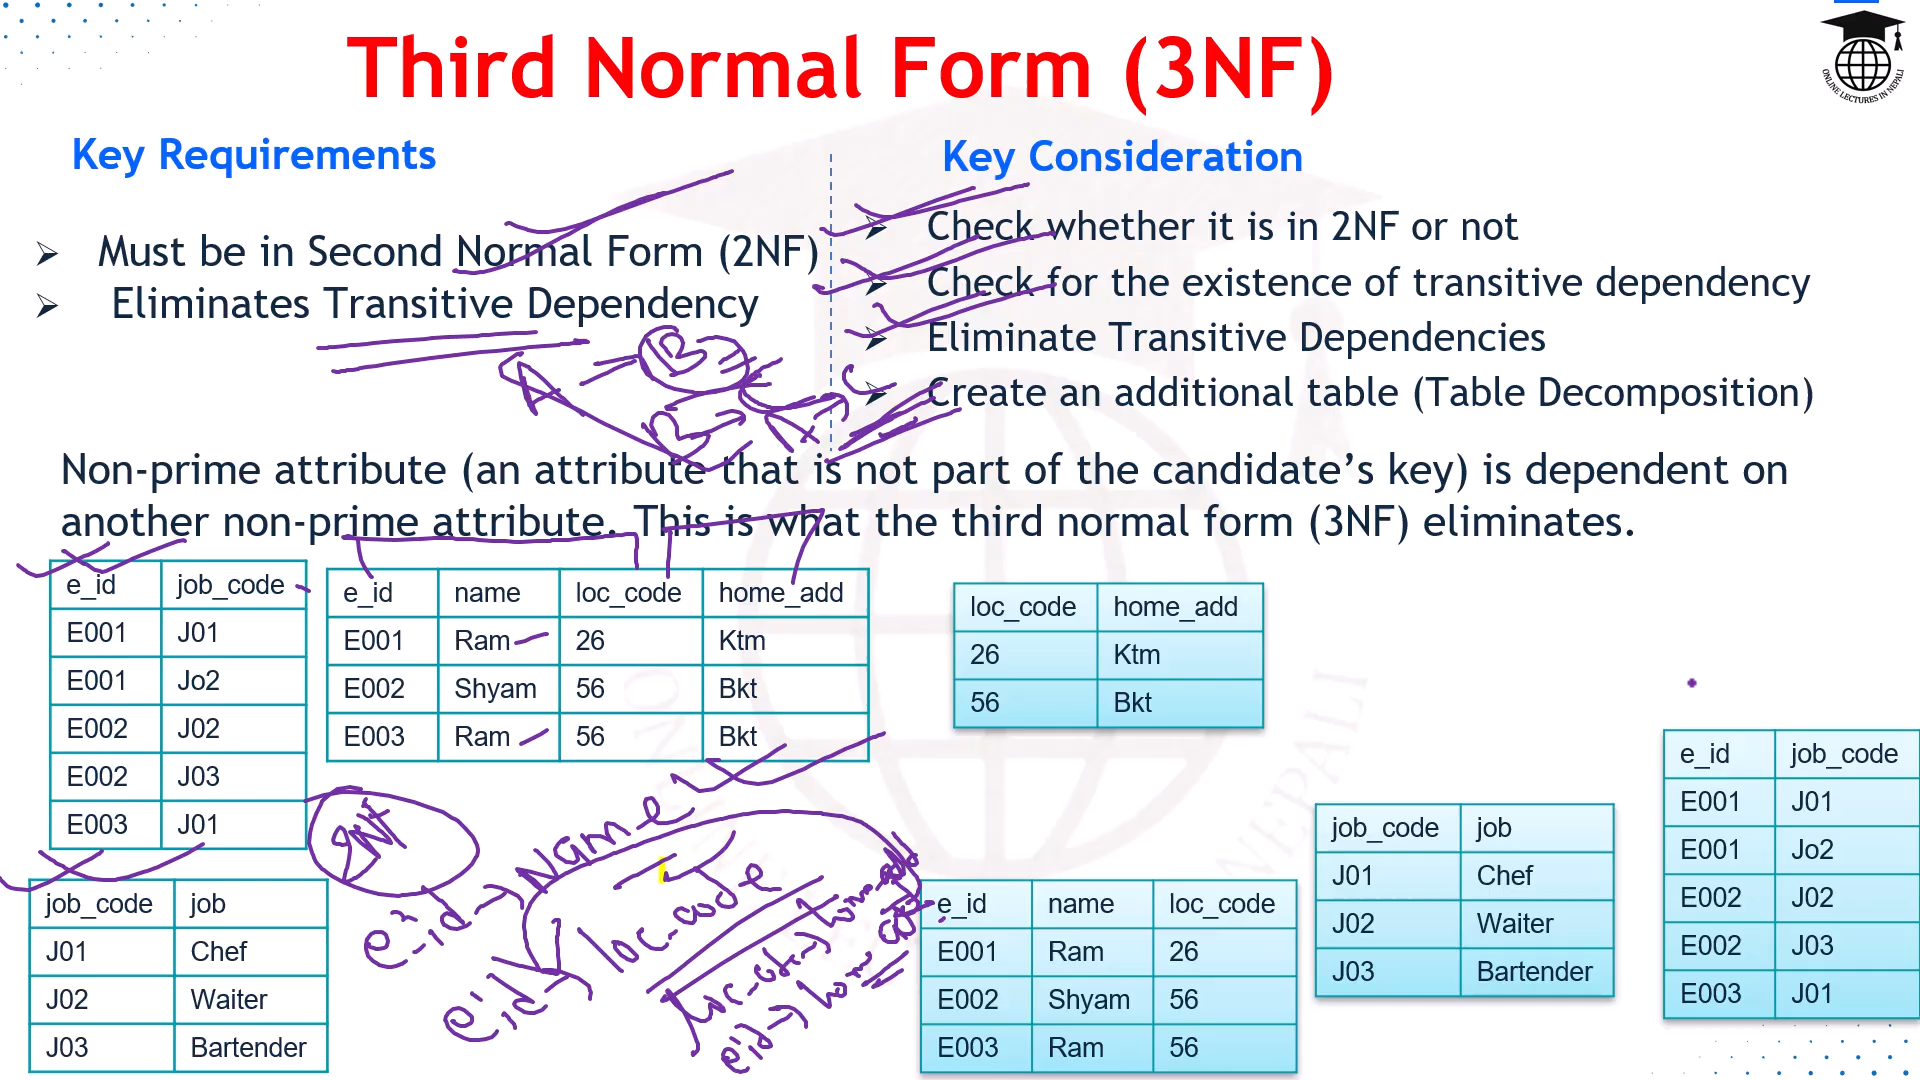 Third Normal Form (3NF)
ONLINE LECTURES IN NEPALI
Key Requirements
Must be in Second Normal Form (2NF)
Eliminates Transitive Dependency
Key Consideration
Check whether it is in 2NF or not
Check for the existence of transitive dependency
Eliminate Transitive Dependencies
Create an additional table (Table Decomposition)
Non-prime attribute (an attribute that is not part of the candidate’s key) is dependent on
another non-prime attribute. This is what the third normal form (3NF) eliminates.
e_id job_code
E001 J01
E001 Jo2
E002 J02
E002 J03
E003 J01
e_id name loc_code home_add
E001 Ram 26 Ktm
E002 Shyam 56 Bkt
E003 Ram 56 Bkt
loc_code home_add
26 Ktm
56 Bkt
job_code job
J01 Chef
J02 Waiter
J03 Bartender
2NF
e_id → Name
e_id → loc_code
e_id name loc_code
E001 Ram 26
E002 Shyam 56
E003 Ram 56
job_code job
J01 Chef
J02 Waiter
J03 Bartender
e_id job_code
E001 J01
E001 Jo2
E002 J02
E002 J03
E003 J01